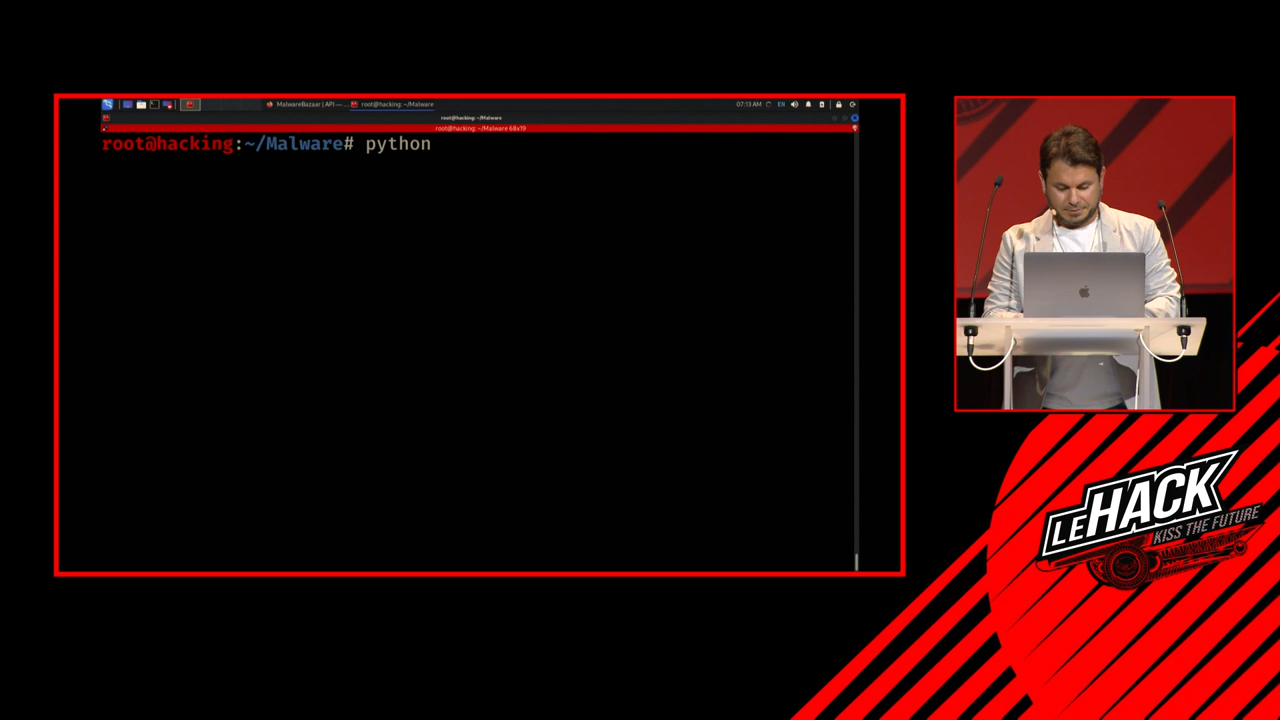 MalwareBazaar | API — ...
root@hacking: ~/Malware
07:13 AM
EN
root@hacking: ~/Malware
root@hacking: ~/Malware 68x19
root@hacking:~/Malware# python
LEHACK
KISS THE FUTURE